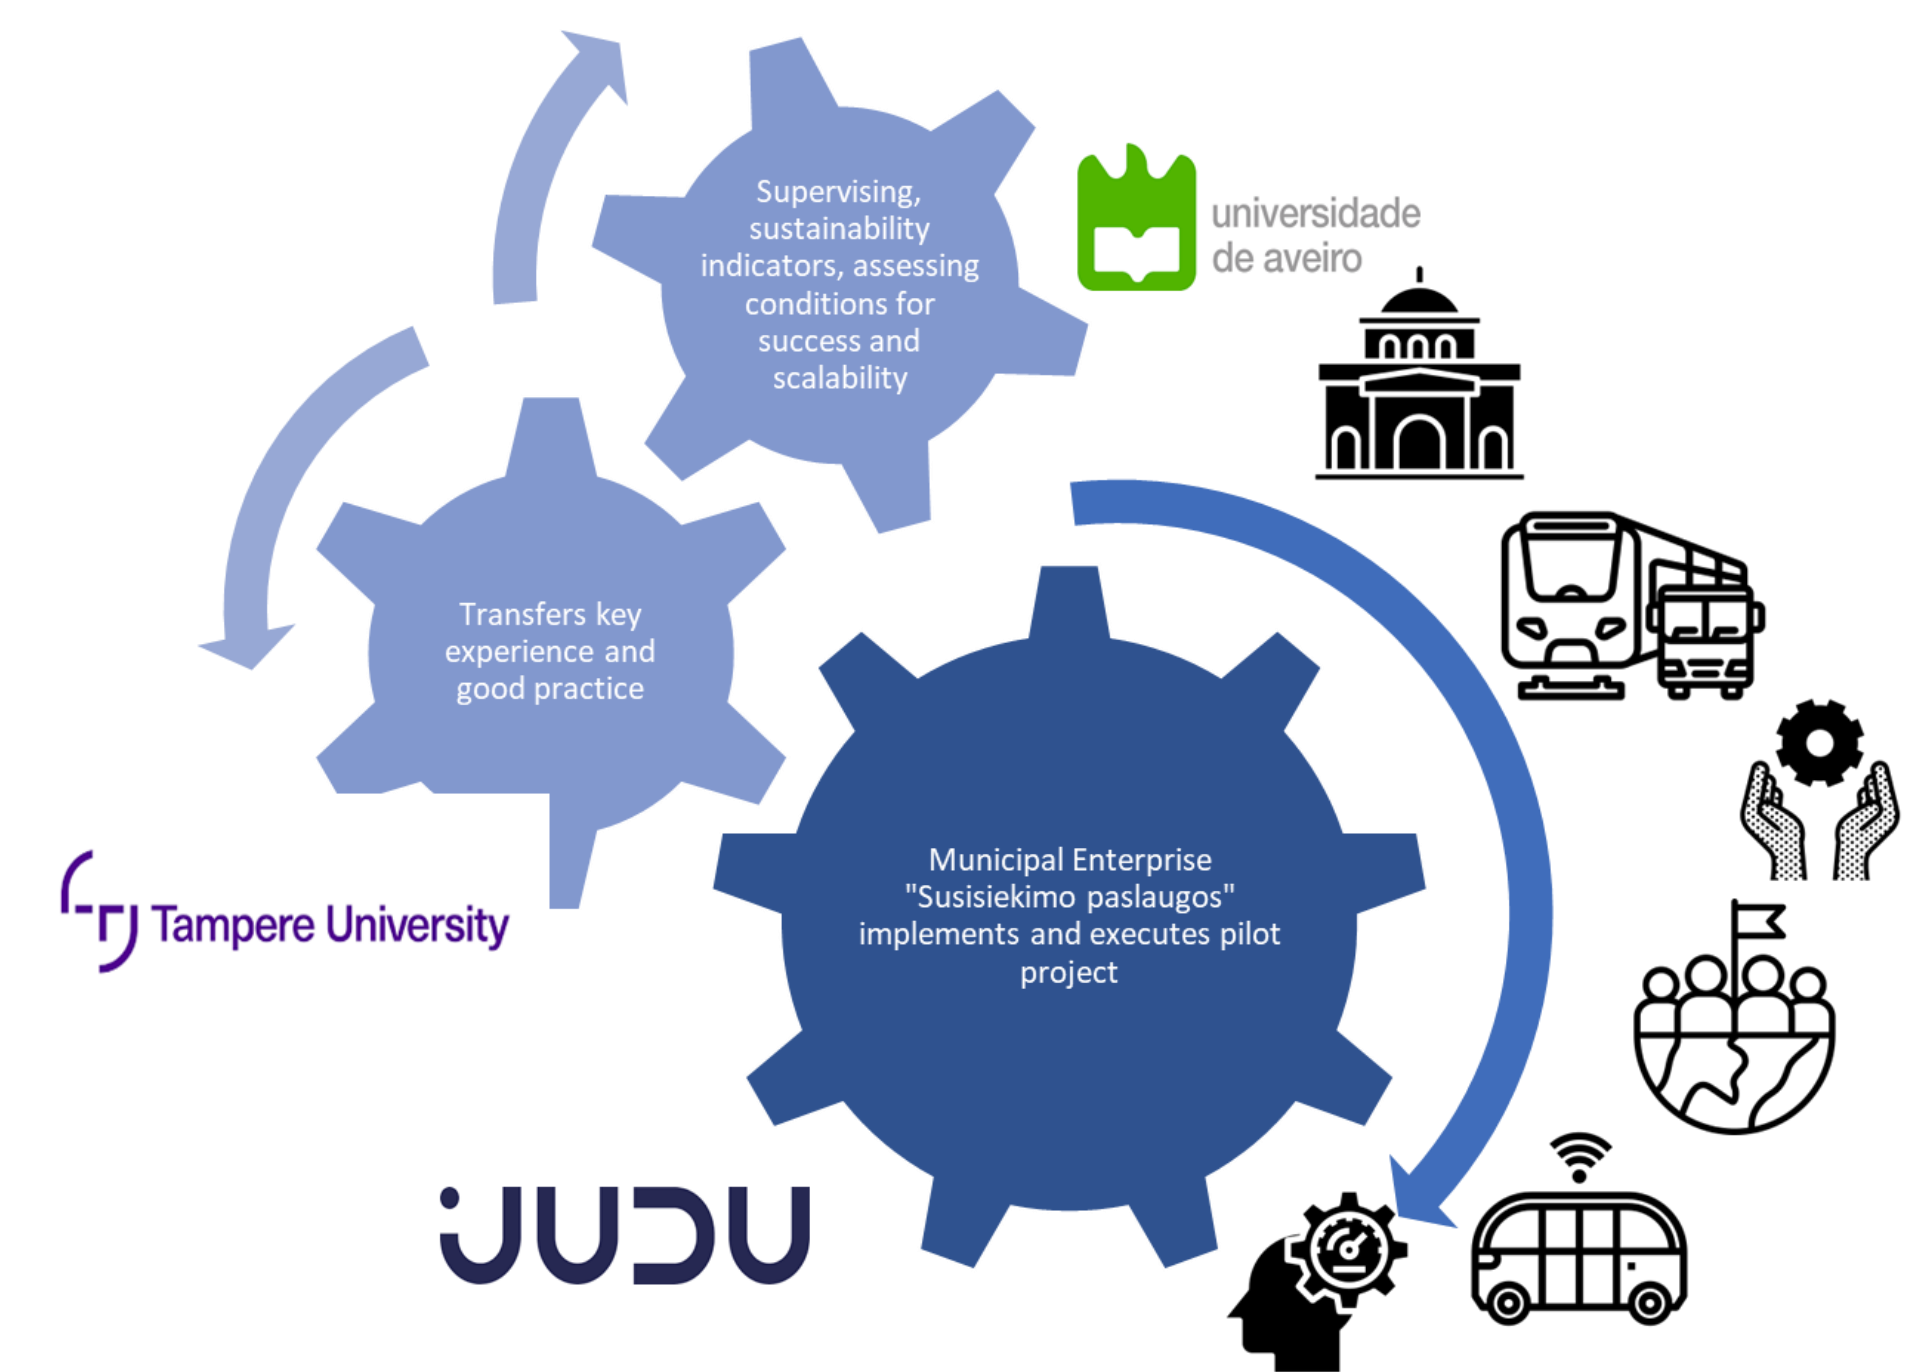 Supervising,
sustainability
indicators, assessing
conditions for
success and
scalability
universidade
de aveiro
Transfers key
experience and
good practice
Tampere University
Municipal Enterprise
"Susisiekimo paslaugos"
implements and executes pilot
project
JUDU